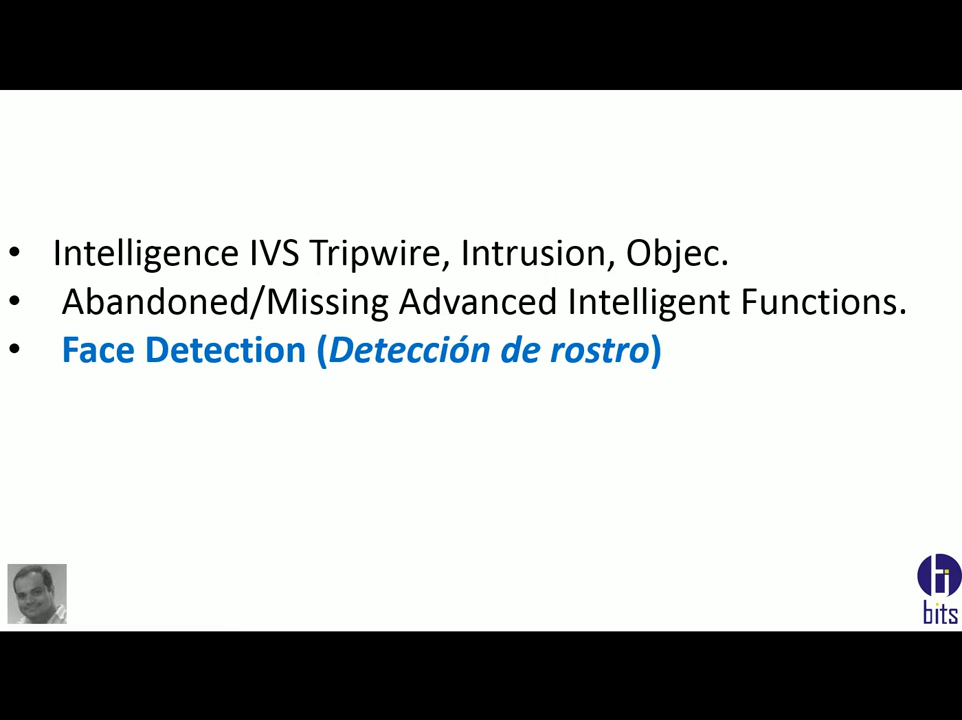 • Intelligence IVS Tripwire, Intrusion, Objec.
• Abandoned/Missing Advanced Intelligent Functions.
• Face Detection (Detección de rostro)
bits